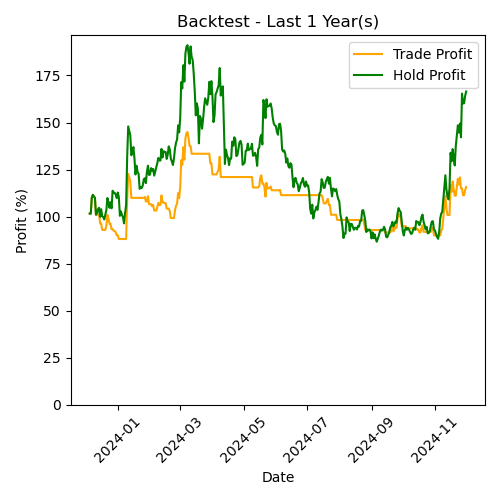 Backtest - Last 1 Year(s)
Trade Profit
Hold Profit
Profit (%)
175
150
125
100
75
50
25
0
2024-01
2024-03
2024-05
2024-07
2024-09
2024-11
Date